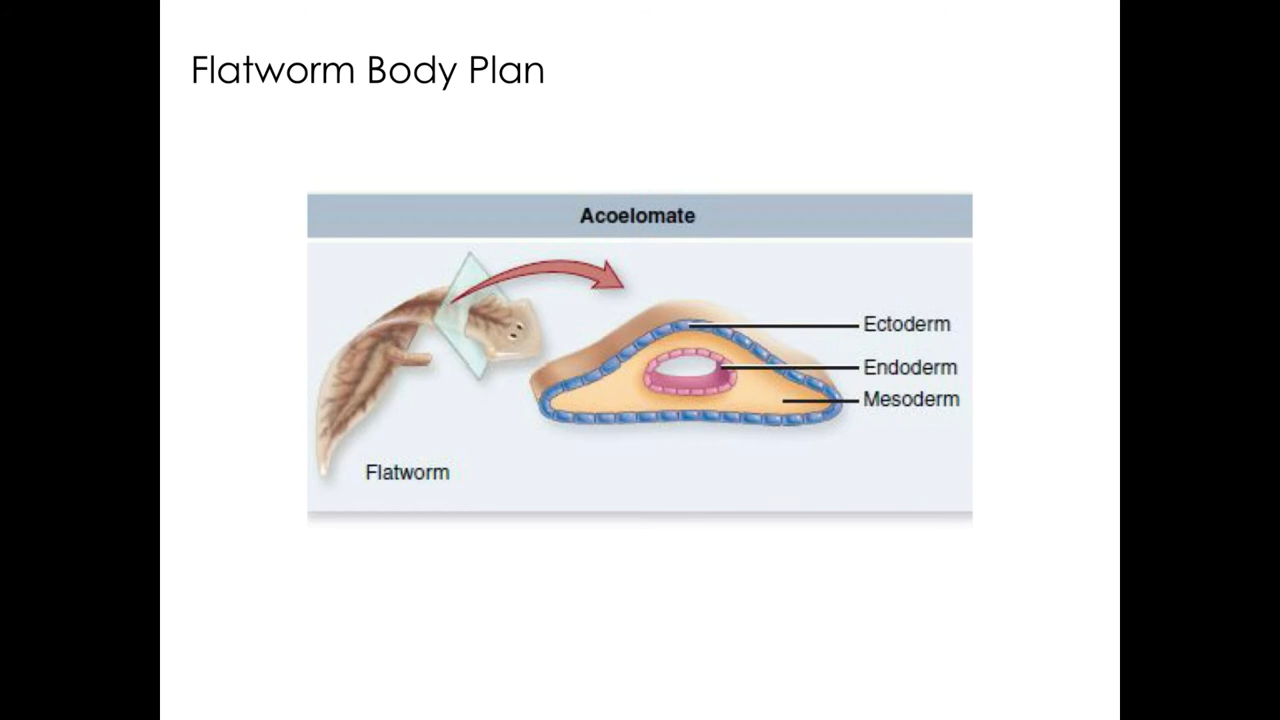 Flatworm Body Plan
Acoelomate
Ectoderm
Endoderm
Mesoderm
Flatworm